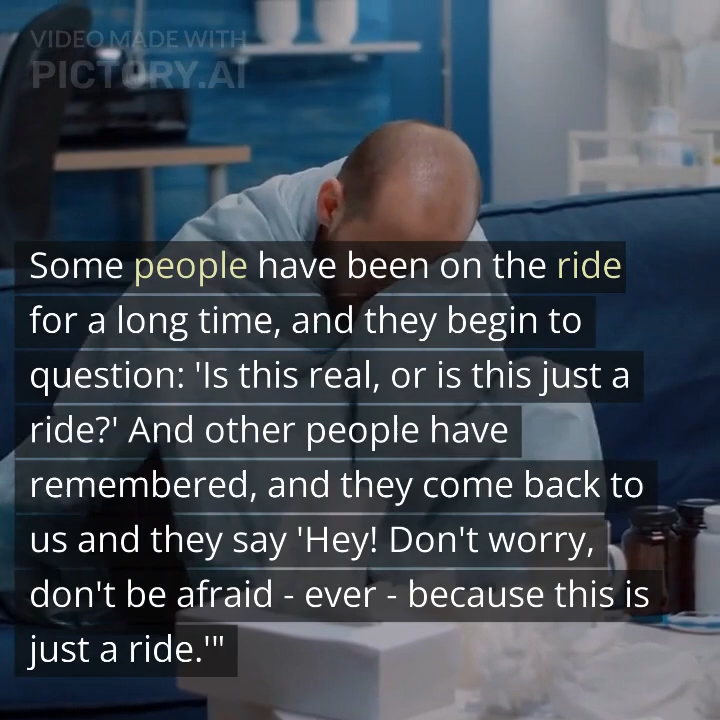 VIDEO MADE WITH
PICTORY.AI
Some people have been on the ride
for a long time, and they begin to
question: 'Is this real, or is this just a
ride?' And other people have
remembered, and they come back to
us and they say 'Hey! Don't worry,
don't be afraid - ever - because this is
just a ride.'"